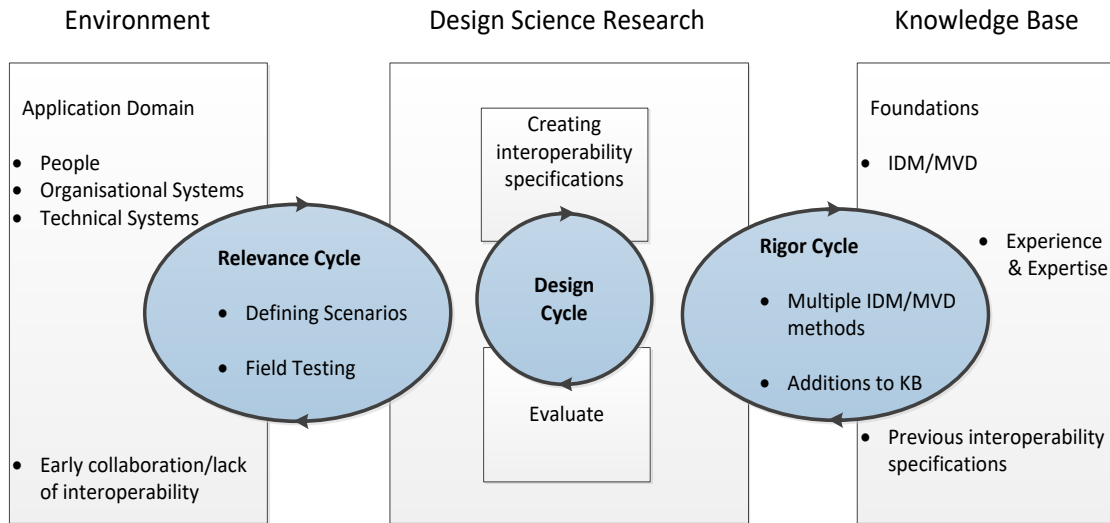 Environment
Design Science Research
Knowledge Base
Application Domain
• People
• Organisational Systems
• Technical Systems
• Early collaboration/lack
of interoperability
Relevance Cycle
• Defining Scenarios
• Field Testing
Creating
interoperability
specifications
Design
Cycle
Evaluate
Rigor Cycle
• Multiple IDM/MVD
methods
• Additions to KB
Foundations
• IDM/MVD
• Experience
& Expertise
• Previous interoperability
specifications